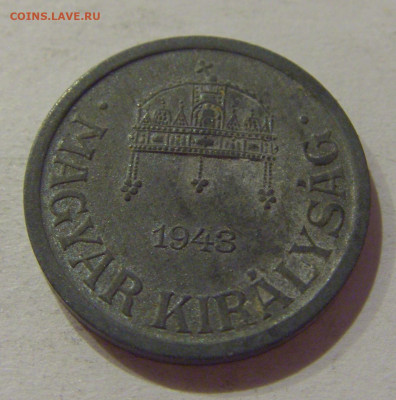 COINS.LAVE.RU
· MAGYAR KIRÁLYSÁG ·
1943